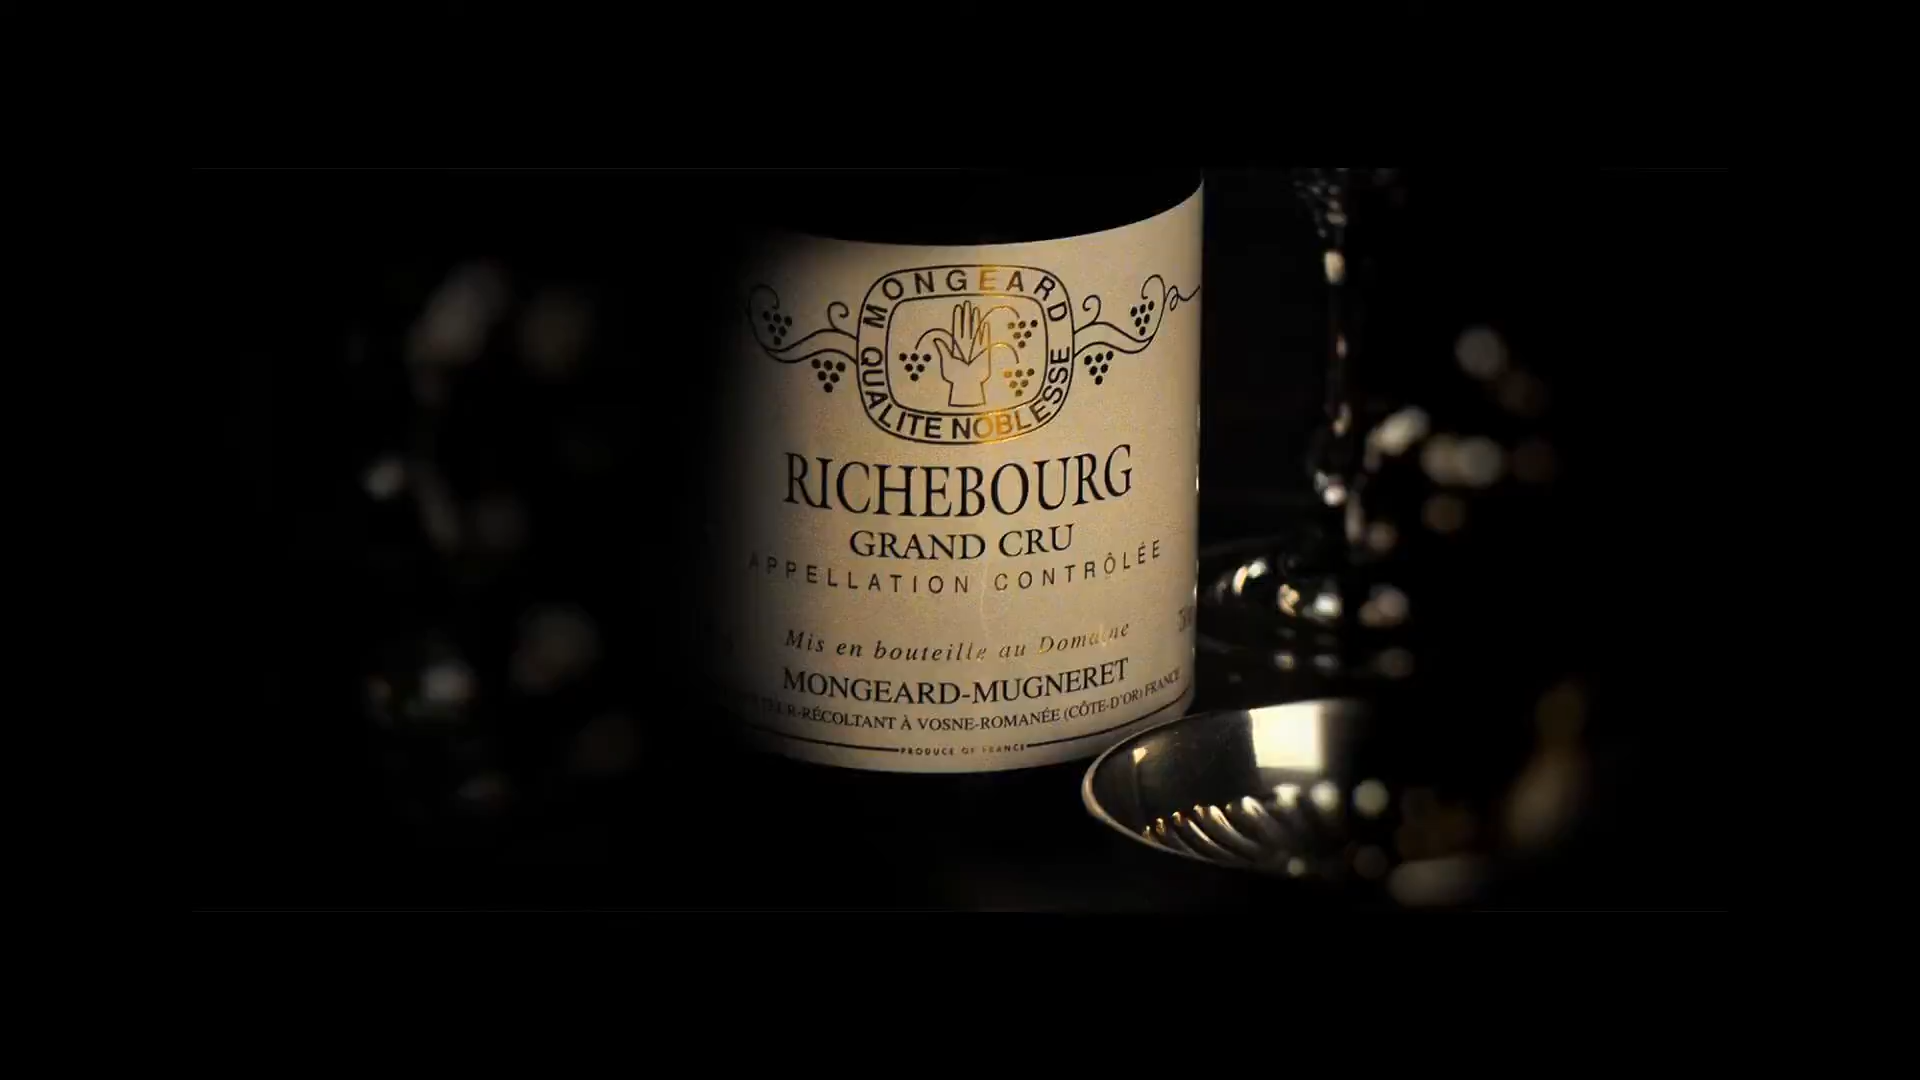 MONGEARD
QUALITE NOBLESSE
RICHEBOURG
GRAND CRU
APPELLATION CONTRÔLÉE
Mis en bouteille au Domaine
MONGEARD-MUGNERET
À VOSNE-ROMANÉE (CÔTE-D'OR) FRANCE
PRODUCE OF FRANCE